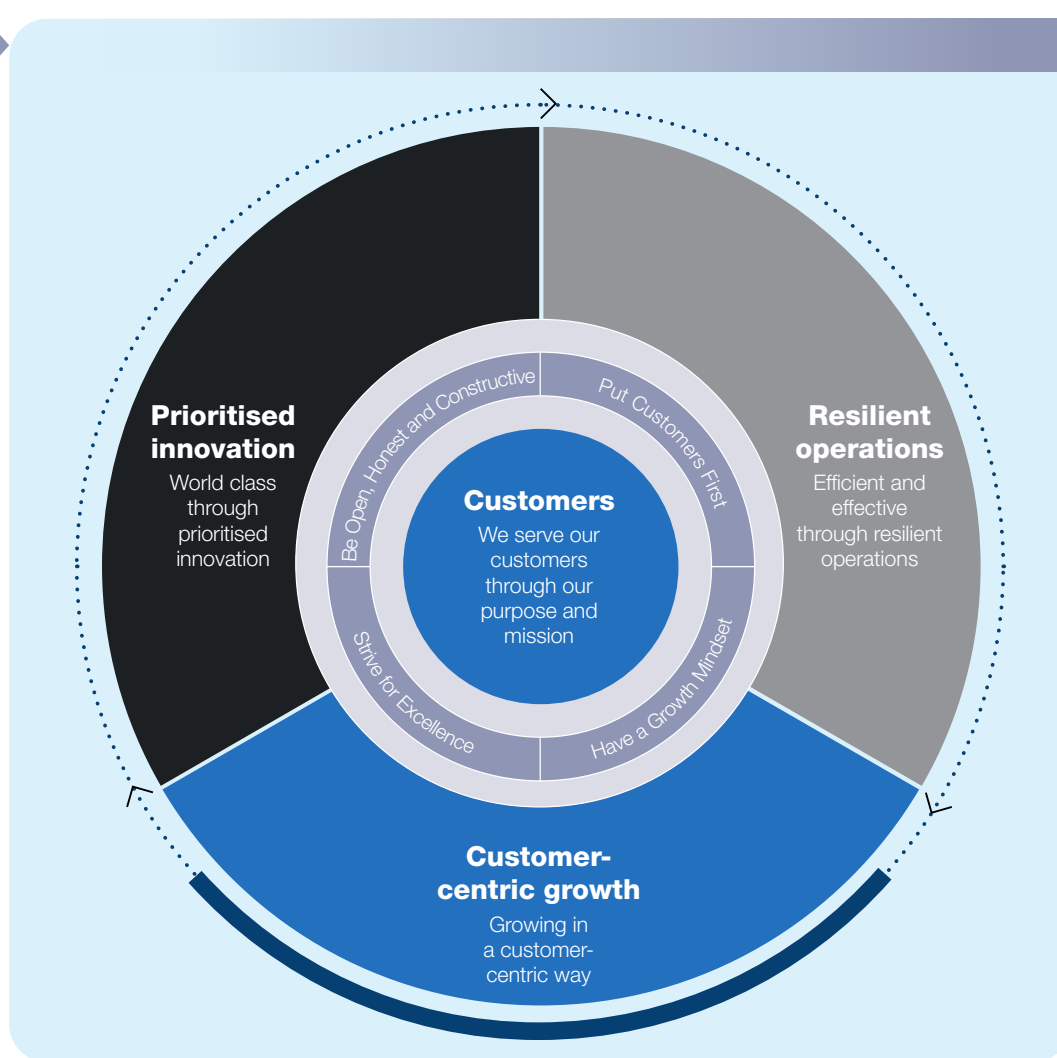 Prioritised
innovation
World class
through
prioritised
innovation
Resilient
operations
Efficient and
effective
through resilient
operations
Be Open, Honest and Constructive
Put Customers First
Have a Growth Mindset
Strive for Excellence
Customers
We serve our
customers
through our
purpose and
mission
Customer-
centric growth
Growing in
a customer-
centric way